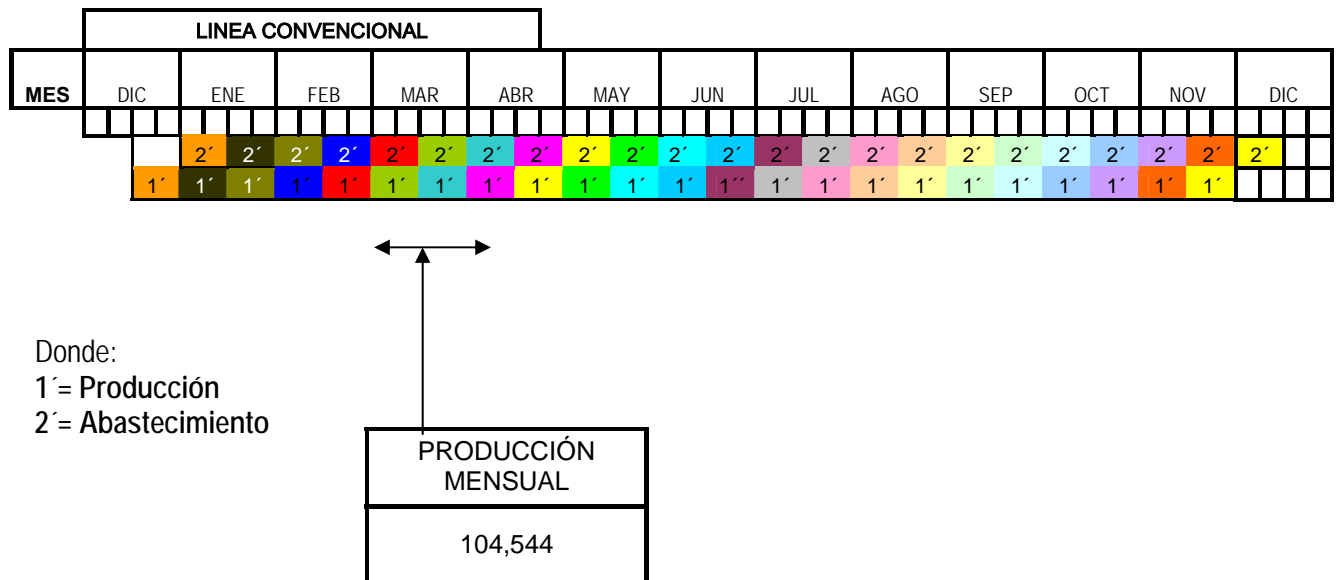 LINEA CONVENCIONAL
MES DIC ENE FEB MAR ABR MAY JUN JUL AGO SEP OCT NOV DIC
2´ 2´ 2´ 2´ 2´ 2´ 2´ 2´ 2´ 2´ 2´ 2´ 2´ 2´ 2´ 2´ 2´ 2´ 2´ 2´ 2´ 2´ 2´
1´ 1´ 1´ 1´ 1´ 1´ 1´ 1´ 1´ 1´ 1´ 1´ 1´´ 1´ 1´ 1´ 1´ 1´ 1´ 1´ 1´ 1´ 1´
Donde:
1´= Producción
2´= Abastecimiento
PRODUCCIÓN
MENSUAL
104,544